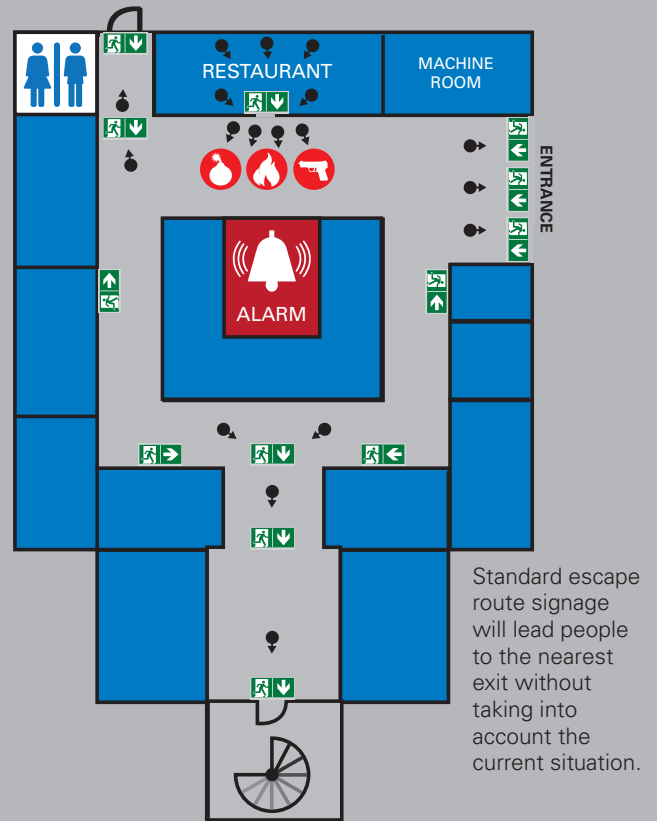 RESTAURANT
MACHINE
ROOM
ENTRANCE
ALARM
Standard escape
route signage
will lead people
to the nearest
exit without
taking into
account the
current situation.